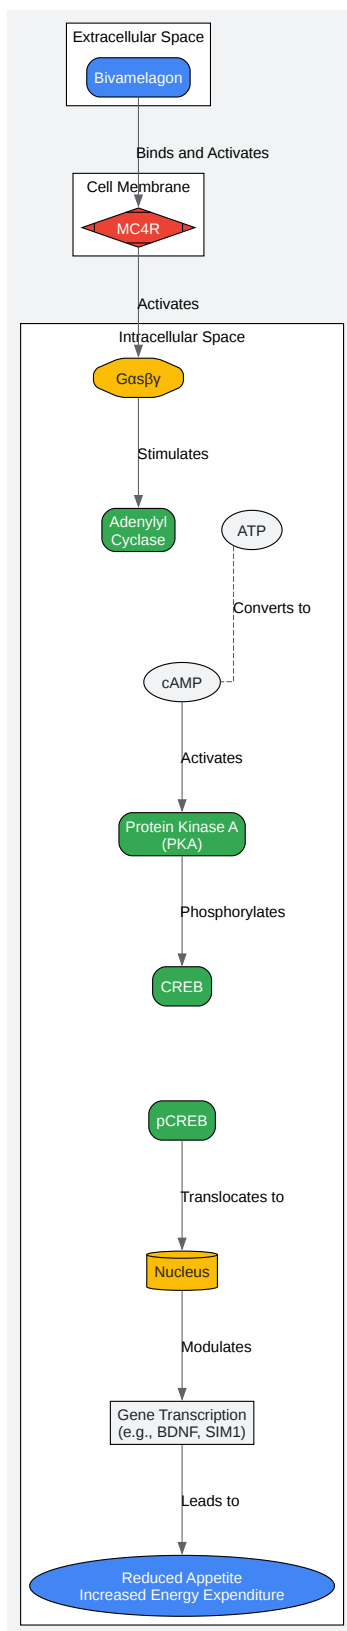 Extracellular Space
Bivamelagon
Binds and Activates
Cell Membrane
MC4R
Activates
Intracellular Space
Gαsβγ
Stimulates
Adenylyl
Cyclase
ATP
Converts to
cAMP
Activates
Protein Kinase A
(PKA)
Phosphorylates
CREB
pCREB
Translocates to
Nucleus
Modulates
Gene Transcription
(e.g., BDNF, SIM1)
Leads to
Reduced Appetite
Increased Energy Expenditure